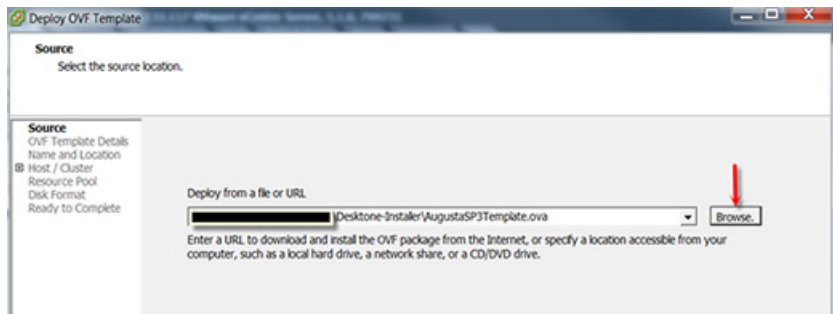 Deploy OVF Template
Source
Select the source location.
Source
OVF Template Details
Name and Location
Host / Cluster
Resource Pool
Disk Format
Ready to Complete
Deploy from a file or URL
\Desktone-Instaler\AugustaSP3Template.ova
Browse.
Enter a URL to download and install the OVF package from the Internet, or specify a location accessible from your
computer, such as a local hard drive, a network share, or a CD/DVD drive.